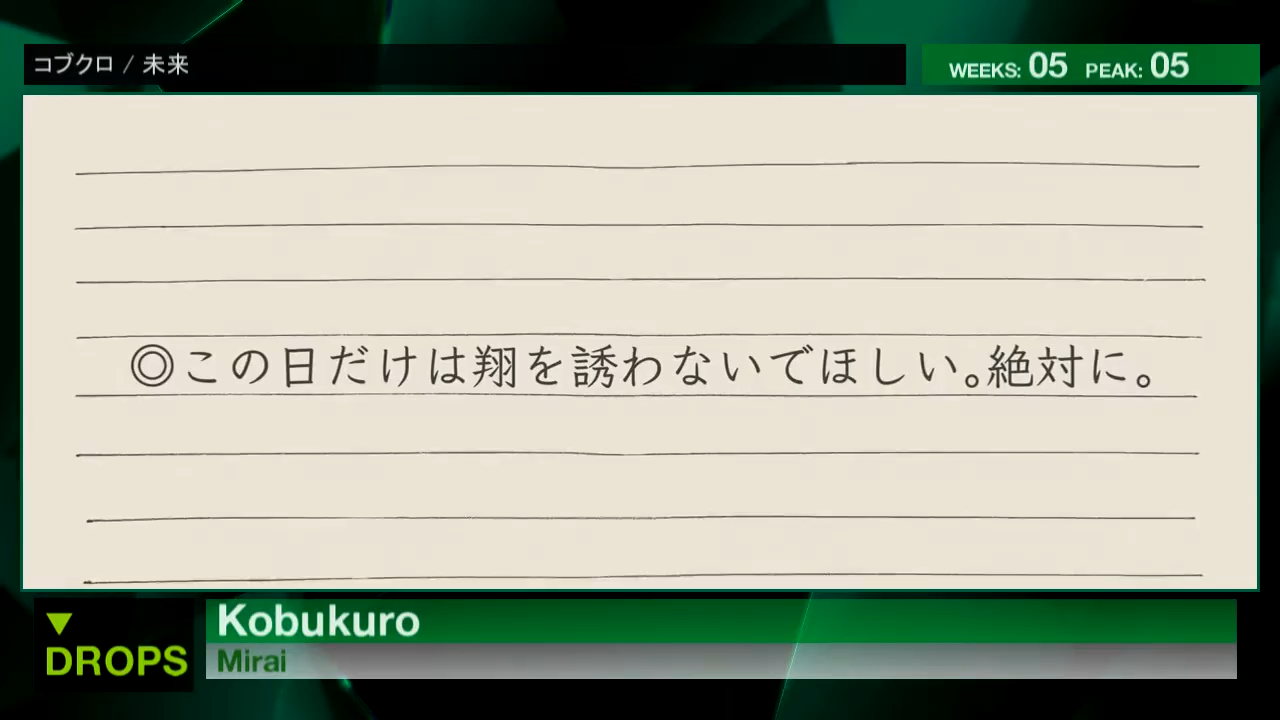 コブクロ / 未来
WEEKS: 05 PEAK: 05
◎この日だけは翔を誘わないでほしい。絶対に。
▼
DROPS
Kobukuro
Mirai